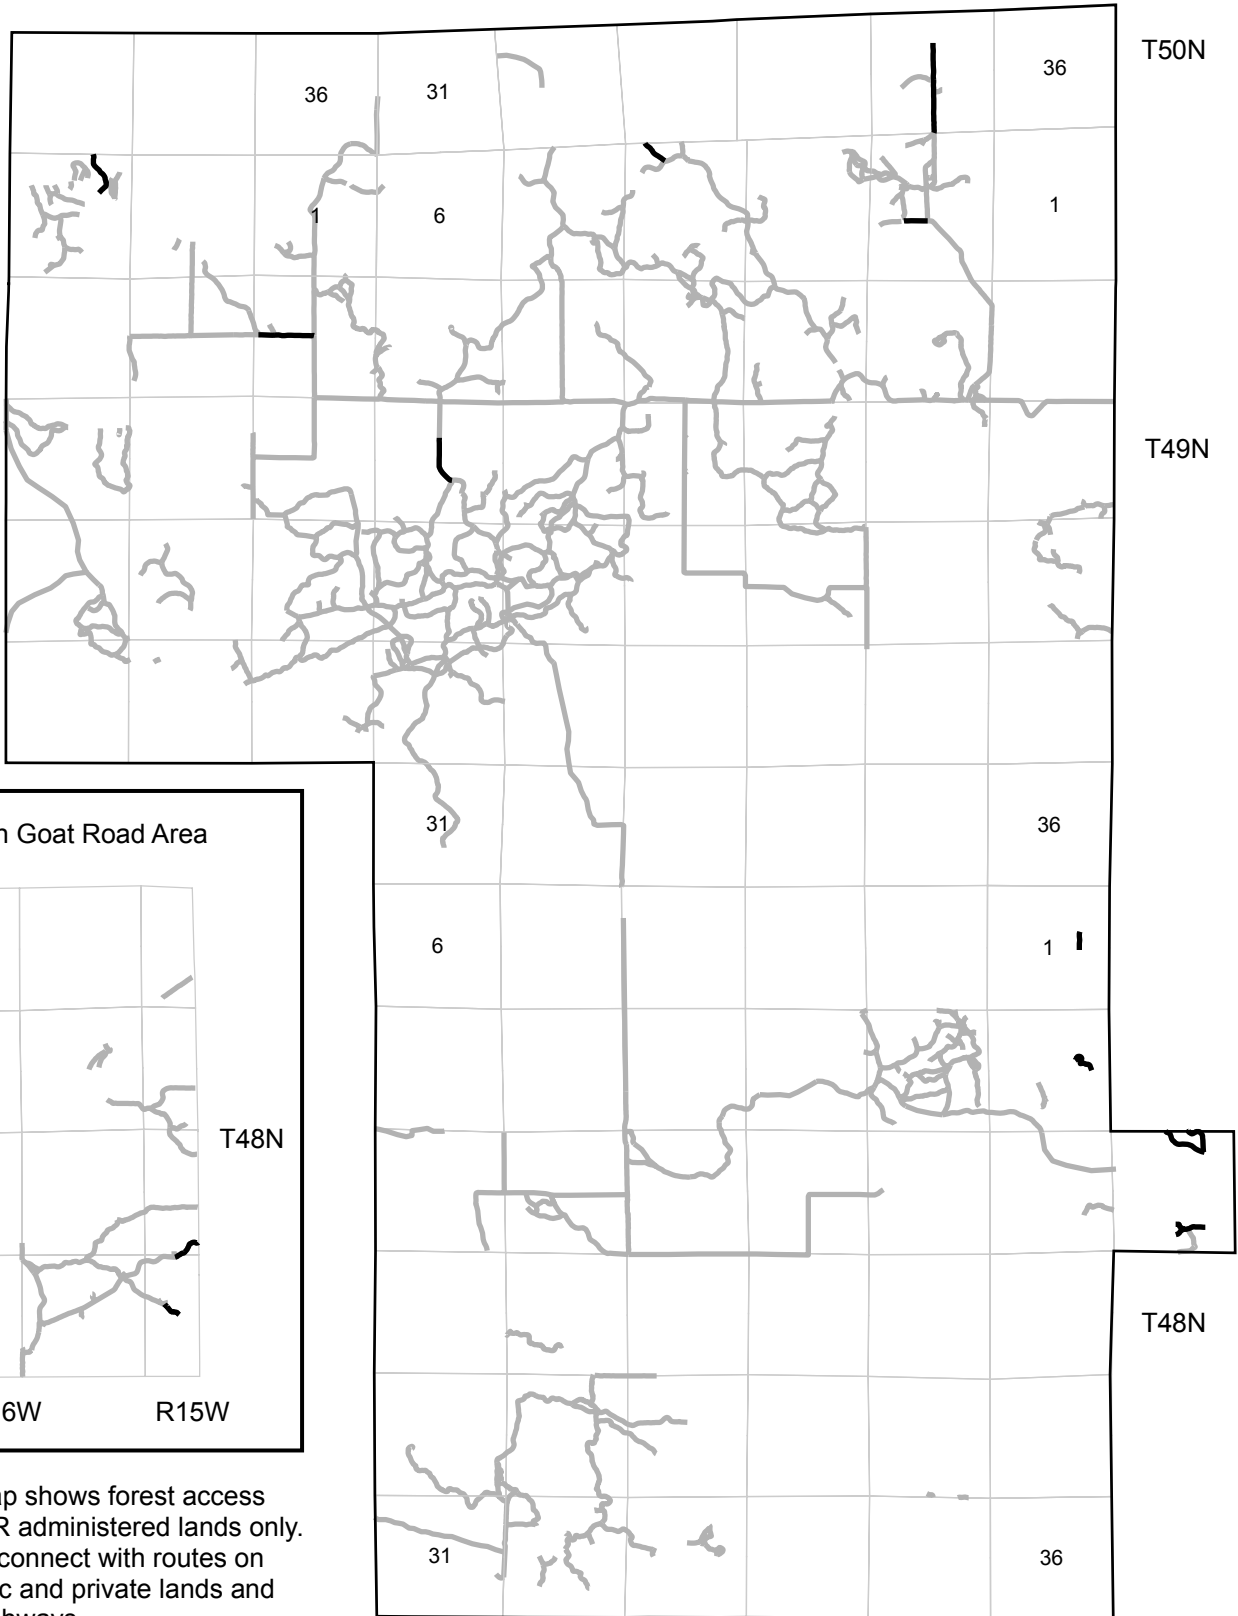 T50N
36
31
36
1
6
1
T49N
31
36
n Goat Road Area
6
1
T48N
T48N
6W
R15W
ap shows forest access
R administered lands only.
connect with routes on
31
36
c and private lands and